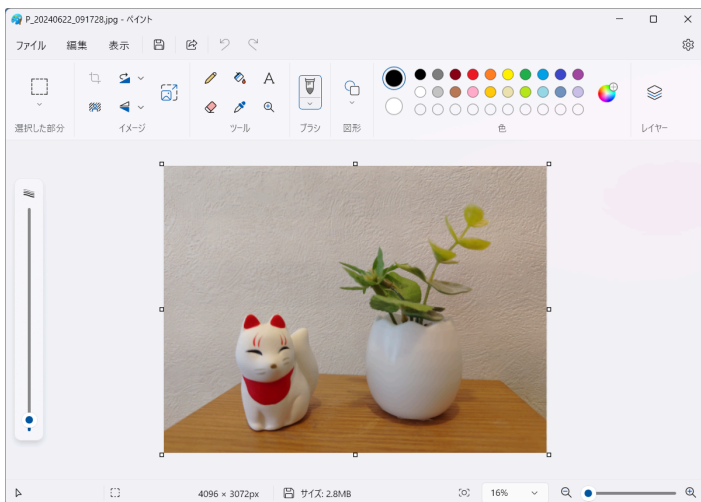 P_20240622_091728.jpg - ペイント
ファイル 編集 表示
選択した部分 イメージ ツール ブラシ 図形 色 レイヤー
4096 × 3072px サイズ: 2.8MB 16%